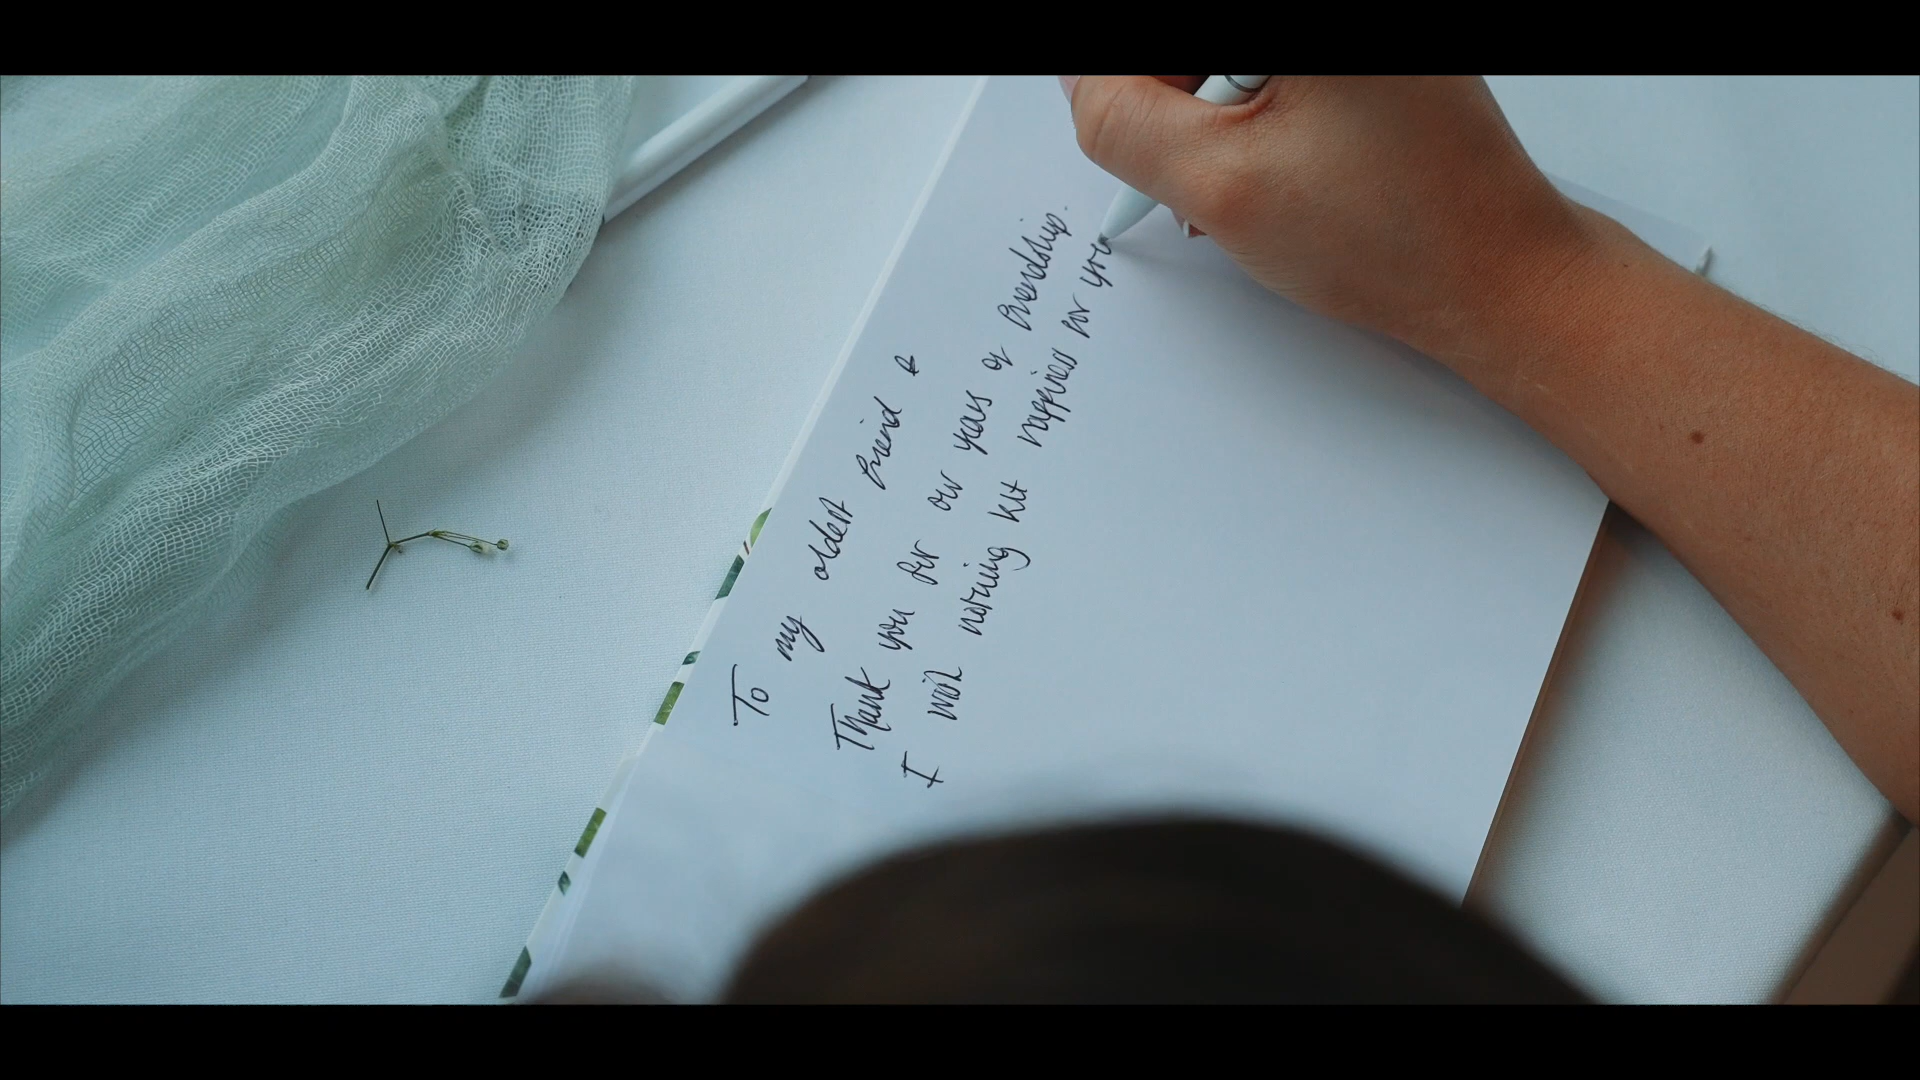 To my oldest friend
Thank you for our years of friendship.
I wish nothing but happiness for you